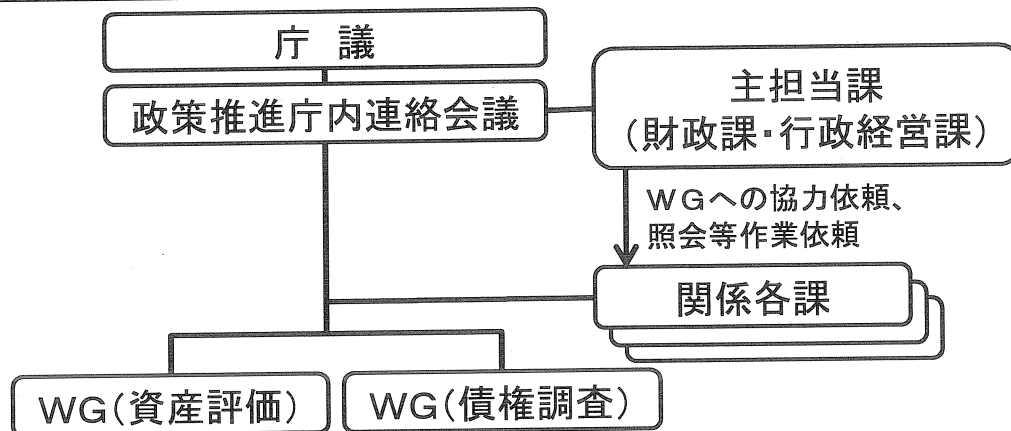 庁 議
政策推進庁内連絡会議
主担当課
(財政課・行政経営課)
WGへの協力依頼、
照会等作業依頼
関係各課
WG(資産評価)
WG(債権調査)